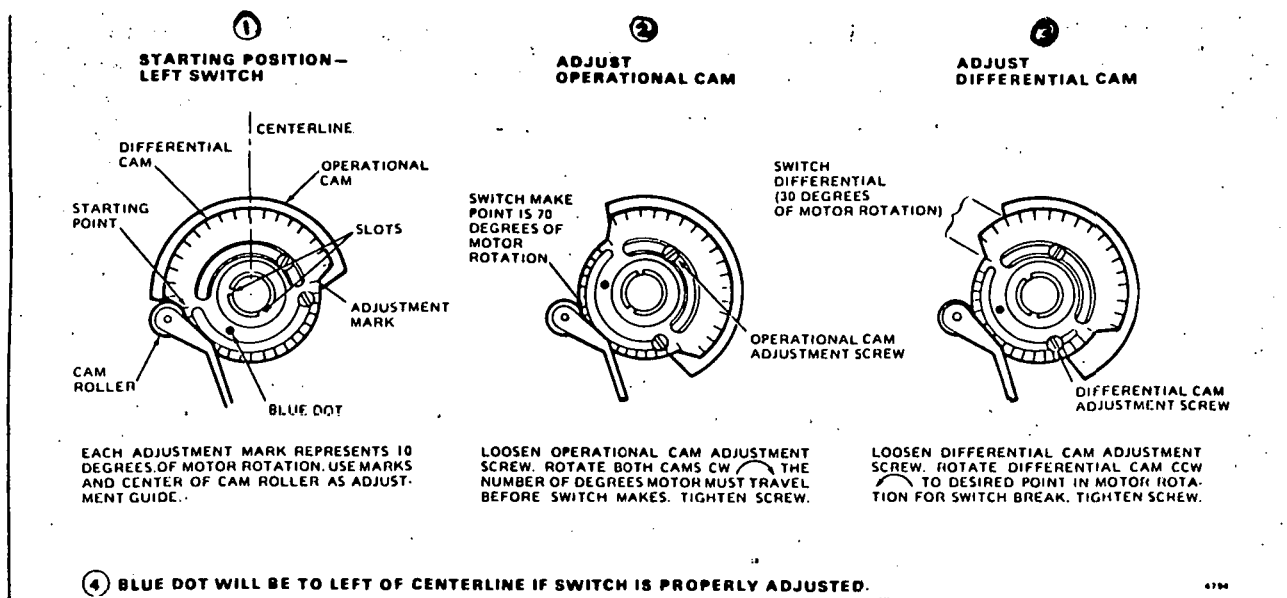 1
STARTING POSITION—
LEFT SWITCH
CENTERLINE
DIFFERENTIAL
CAM
OPERATIONAL
CAM
STARTING
POINT
SLOTS
ADJUSTMENT
MARK
CAM
ROLLER
BLUE DOT
EACH ADJUSTMENT MARK REPRESENTS 10
DEGREES OF MOTOR ROTATION. USE MARKS
AND CENTER OF CAM ROLLER AS ADJUST-
MENT GUIDE.
2
ADJUST
OPERATIONAL CAM
SWITCH MAKE
POINT IS 70
DEGREES OF
MOTOR
ROTATION
OPERATIONAL CAM
ADJUSTMENT SCREW
LOOSEN OPERATIONAL CAM ADJUSTMENT
SCREW. ROTATE BOTH CAMS CW THE
NUMBER OF DEGREES MOTOR MUST TRAVEL
BEFORE SWITCH MAKES. TIGHTEN SCREW.
3
ADJUST
DIFFERENTIAL CAM
SWITCH
DIFFERENTIAL
(30 DEGREES
OF MOTOR ROTATION)
DIFFERENTIAL CAM
ADJUSTMENT SCREW
LOOSEN DIFFERENTIAL CAM ADJUSTMENT
SCREW. ROTATE DIFFERENTIAL CAM CCW
TO DESIRED POINT IN MOTOR ROTA-
TION FOR SWITCH BREAK. TIGHTEN SCREW.
4 BLUE DOT WILL BE TO LEFT OF CENTERLINE IF SWITCH IS PROPERLY ADJUSTED.